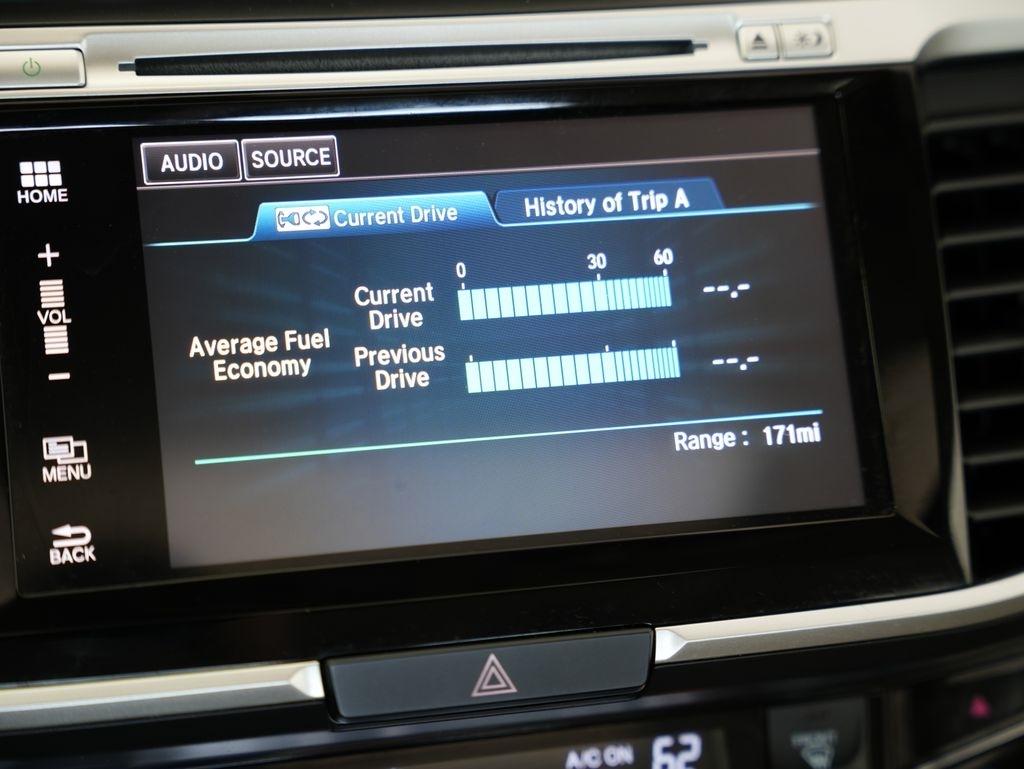 AUDIO SOURCE
HOME
Current Drive History of Trip A
+
0 30 60
VOL
Current
Drive
--.-
Average Fuel
Economy
Previous
Drive
--.-
−
Range : 171mi
MENU
BACK
A/C ON 62